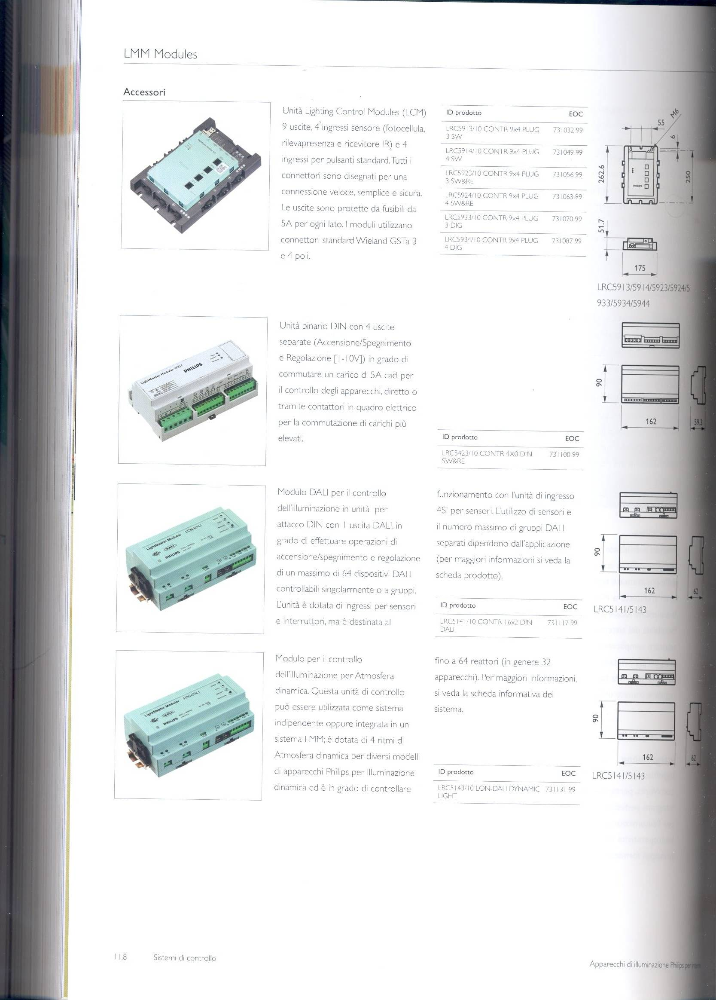 LMM Modules
Accessori
Unità Lighting Control Modules (LCM)
9 uscite, 4 ingressi sensore (fotocellula,
rilevapresenza e ricevitore IR) e 4
ingressi per pulsanti standard. Tutti i
connettori sono disegnati per una
connessione veloce, semplice e sicura.
Le uscite sono protette da fusibili da
5A per ogni lato. I moduli utilizzano
connettori standard Wieland GSTa 3
e 4 poli.
ID prodotto EOC
LRC5913/10 CONTR 9x4 PLUG 731032 99
3 SW
LRC5914/10 CONTR 9x4 PLUG 731049 99
4 SW
LRC5923/10 CONTR 9x4 PLUG 731056 99
3 SW&RE
LRC5924/10 CONTR 9x4 PLUG 731063 99
4 SW&RE
LRC5933/10 CONTR 9x4 PLUG 731070 99
3 DIG
LRC5934/10 CONTR 9x4 PLUG 731087 99
4 DIG
M6
55
6
262.6
250
PHILIPS
51.7
175
LRC5913/5914/5923/5924/5
933/5934/5944
LightMaster Modular 4OUT
PHILIPS
Unità binario DIN con 4 uscite
separate (Accensione/Spegnimento
e Regolazione [1-10V]) in grado di
commutare un carico di 5A cad. per
il controllo degli apparecchi, diretto o
tramite contattori in quadro elettrico
per la commutazione di carichi più
elevati.
ID prodotto EOC
LRC5423/10 CONTR 4X0 DIN 731100 99
SW&RE
90
162
59.3
LightMaster Modular LON-DALI
DALI
PHILIPS
Modulo DALI per il controllo
dell'illuminazione in unità per
attacco DIN con 1 uscita DALI, in
grado di effettuare operazioni di
accensione/spegnimento e regolazione
di un massimo di 64 dispositivi DALI
controllabili singolarmente o a gruppi.
L'unità è dotata di ingressi per sensori
e interruttori, ma è destinata al
funzionamento con l'unità di ingresso
4SI per sensori. L'utilizzo di sensori e
il numero massimo di gruppi DALI
separati dipendono dall'applicazione
(per maggiori informazioni si veda la
scheda prodotto).
ID prodotto EOC
LRC5141/10 CONTR 16x2 DIN 731117 99
DALI
90
162
62
LRC5141/5143
LightMaster Modular LON-DALI
DALI
PHILIPS
Modulo per il controllo
dell'illuminazione per Atmosfera
dinamica. Questa unità di controllo
può essere utilizzata come sistema
indipendente oppure integrata in un
sistema LMM; è dotata di 4 ritmi di
Atmosfera dinamica per diversi modelli
di apparecchi Philips per Illuminazione
dinamica ed è in grado di controllare
fino a 64 reattori (in genere 32
apparecchi). Per maggiori informazioni,
si veda la scheda informativa del
sistema.
ID prodotto EOC
LRC5143/10 LON-DALI DYNAMIC 731131 99
LIGHT
90
162
62
LRC5141/5143
11.8 Sistemi di controllo
Apparecchi di illuminazione Philips per